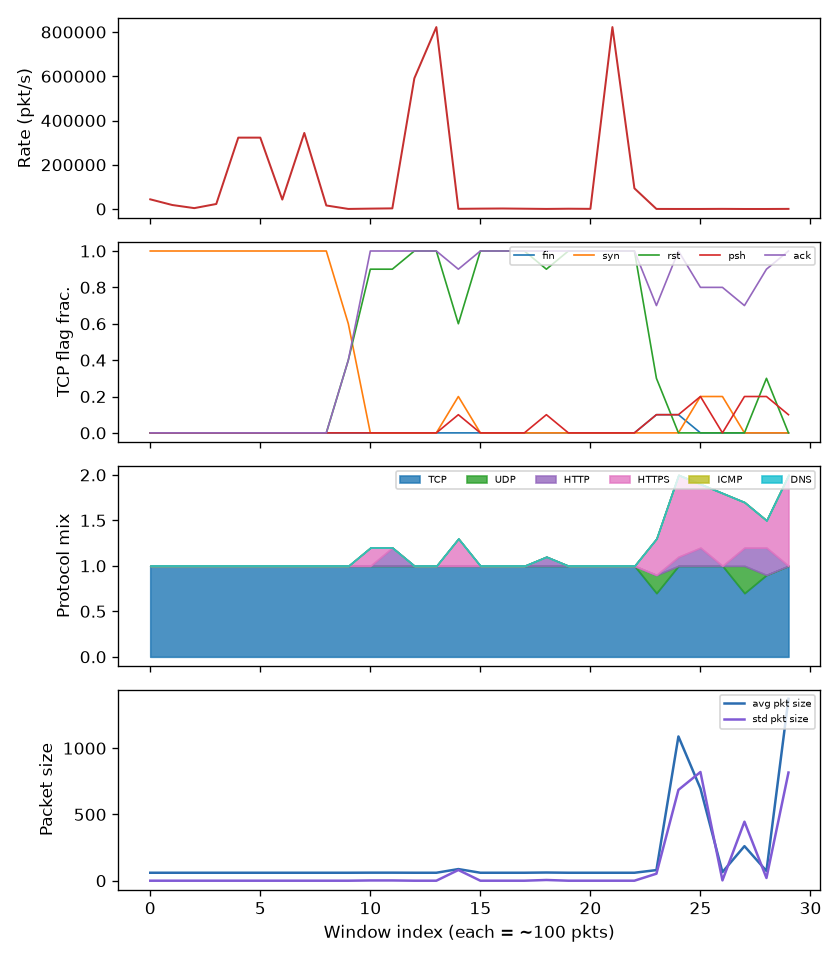 800000
600000
400000
200000
0
Rate (pkt/s)
1.0
0.8
0.6
0.4
0.2
0.0
TCP flag frac.
fin syn rst psh ack
2.0
1.5
1.0
0.5
0.0
Protocol mix
TCP UDP HTTP HTTPS ICMP DNS
1000
500
0
Packet size
avg pkt size
std pkt size
0 5 10 15 20 25 30
Window index (each = ~100 pkts)